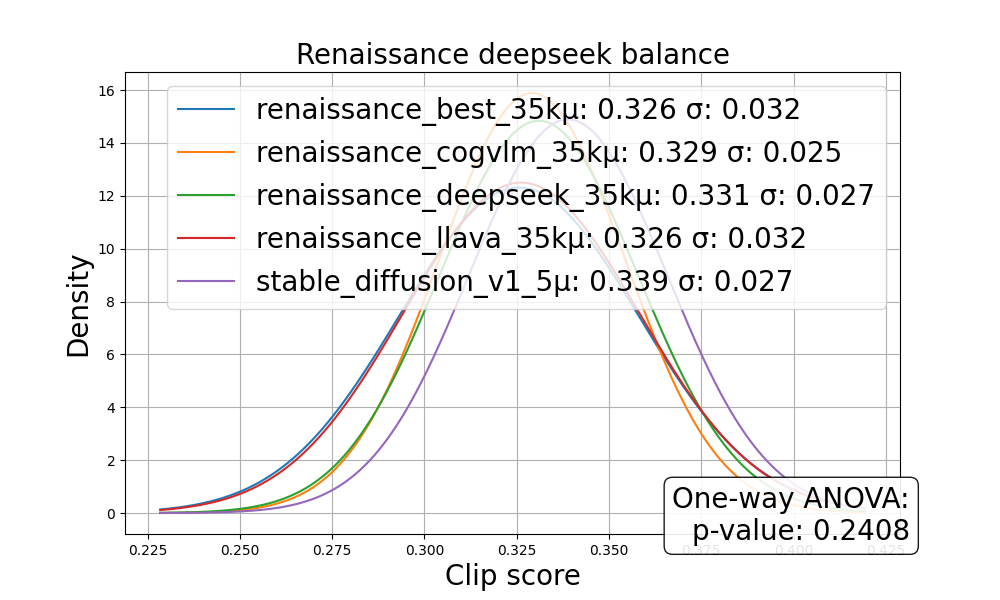 Renaissance deepseek balance
16
14
12
10
8
6
4
2
0
Density
renaissance_best_35kμ: 0.326 σ: 0.032
renaissance_cogvlm_35kμ: 0.329 σ: 0.025
renaissance_deepseek_35kμ: 0.331 σ: 0.027
renaissance_llava_35kμ: 0.326 σ: 0.032
stable_diffusion_v1_5μ: 0.339 σ: 0.027
One-way ANOVA:
p-value: 0.2408
0.225 0.250 0.275 0.300 0.325 0.350 0.375 0.400 0.425
Clip score